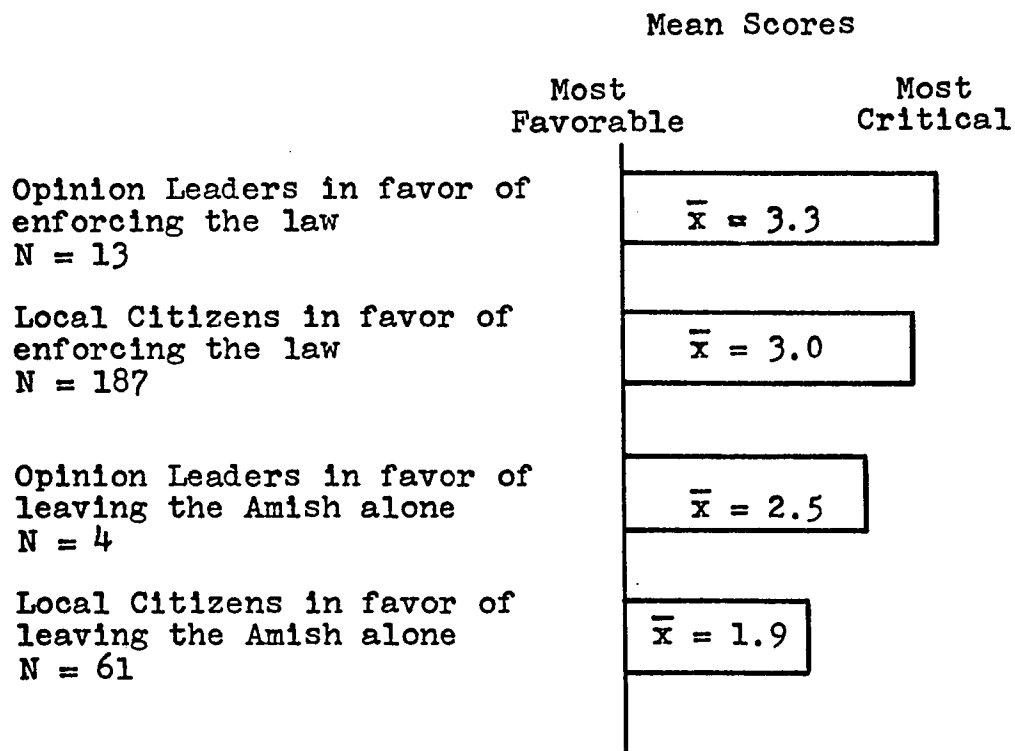 Mean Scores
Most Favorable
Most Critical
Opinion Leaders in favor of
enforcing the law
N = 13
x̄ = 3.3
Local Citizens in favor of
enforcing the law
N = 187
x̄ = 3.0
Opinion Leaders in favor of
leaving the Amish alone
N = 4
x̄ = 2.5
Local Citizens in favor of
leaving the Amish alone
N = 61
x̄ = 1.9